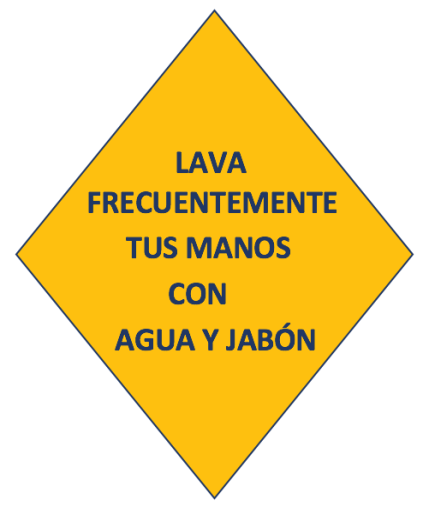 LAVA
FRECUENTEMENTE
TUS MANOS
CON
AGUA Y JABÓN